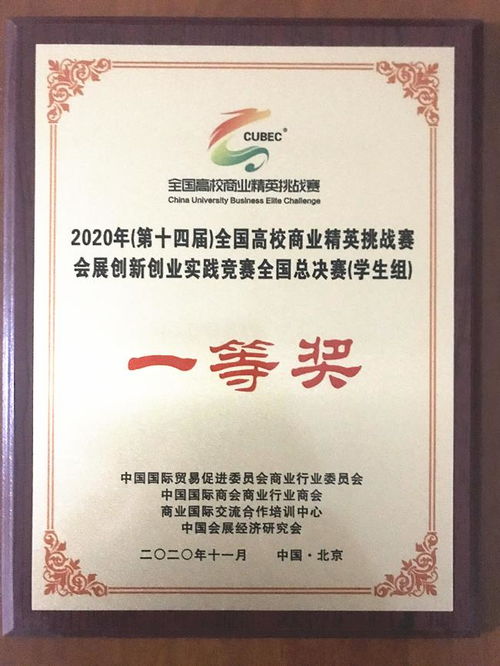 CUBEC®
全国高校商业精英挑战赛
China University Business Elite Challenge
2020年(第十四届)全国高校商业精英挑战赛
会展创新创业实践竞赛全国总决赛(学生组)
一等奖
中国国际贸易促进委员会商业行业委员会
中国国际商会商业行业商会
商业国际交流合作培训中心
中国会展经济研究会
二〇二〇年十一月 中国·北京